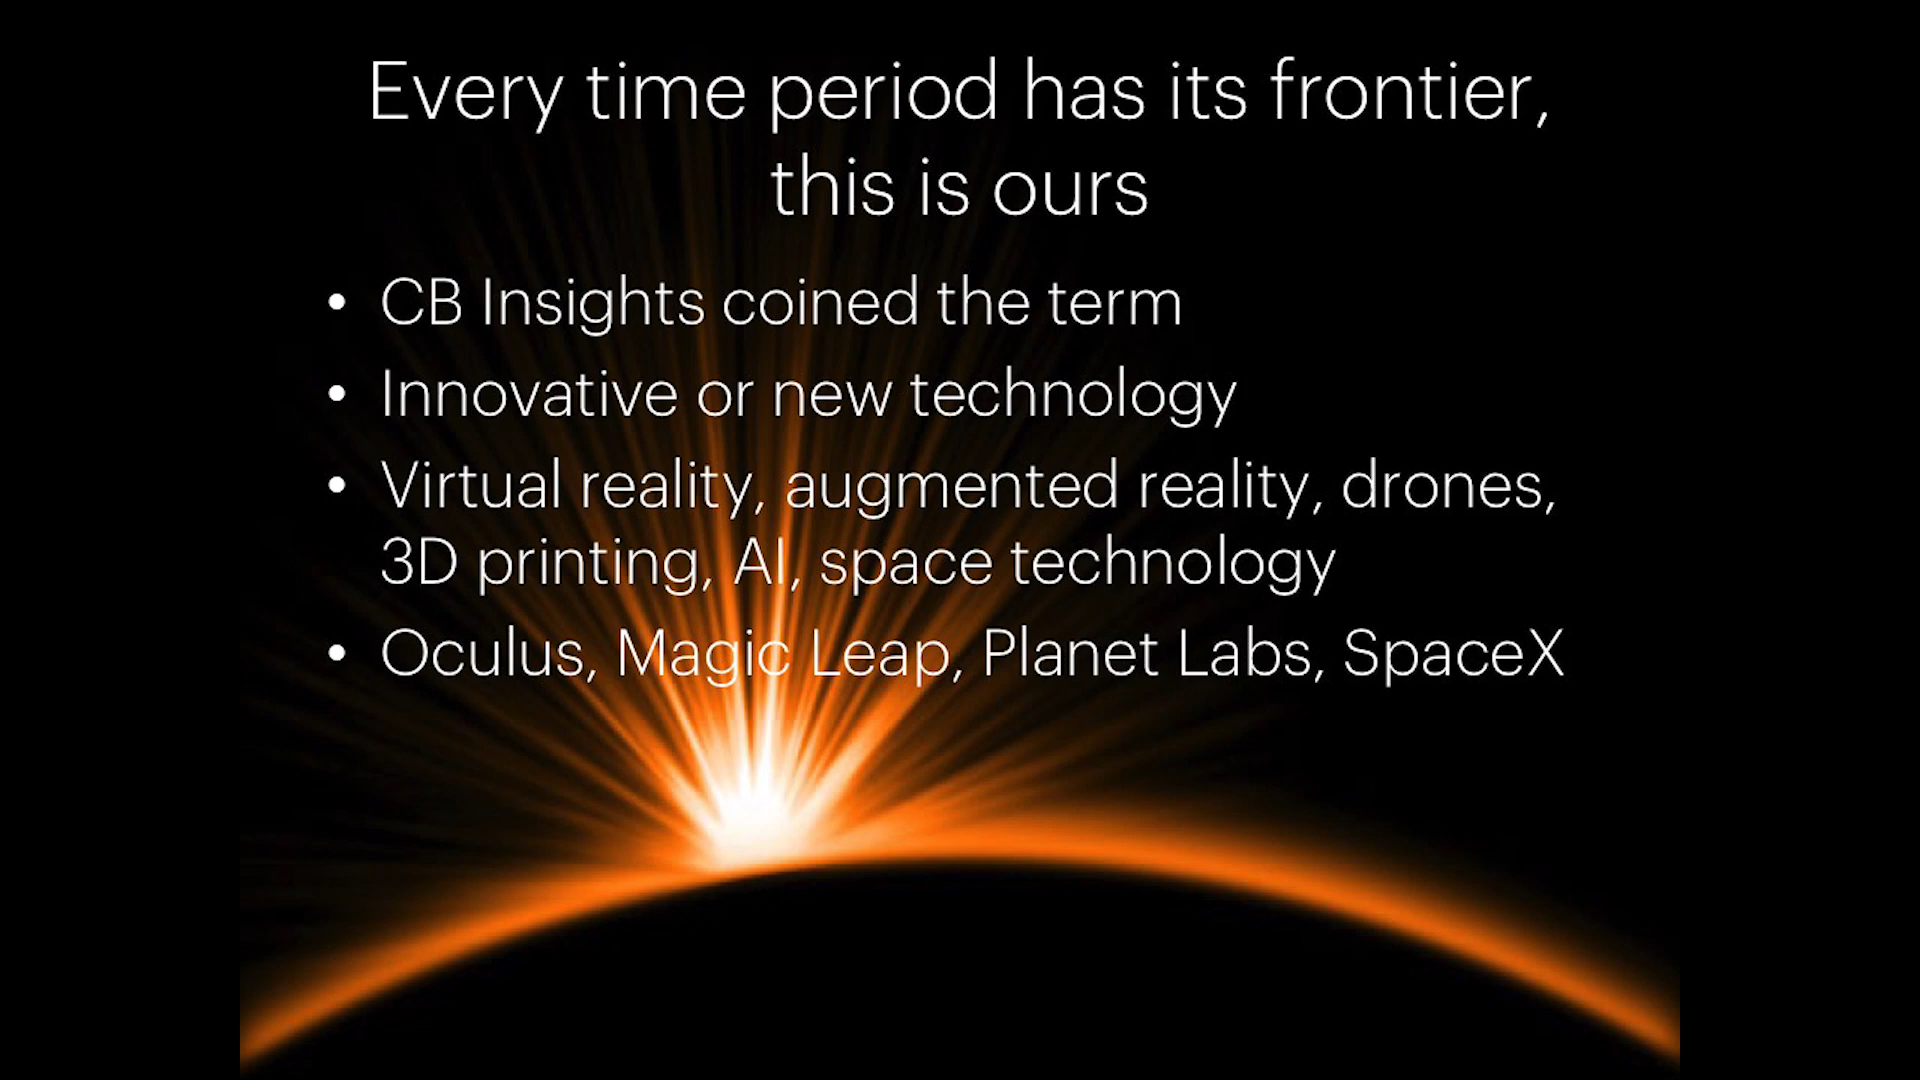 Every time period has its frontier,
this is ours
• CB Insights coined the term
• Innovative or new technology
• Virtual reality, augmented reality, drones,
3D printing, AI, space technology
• Oculus, Magic Leap, Planet Labs, SpaceX